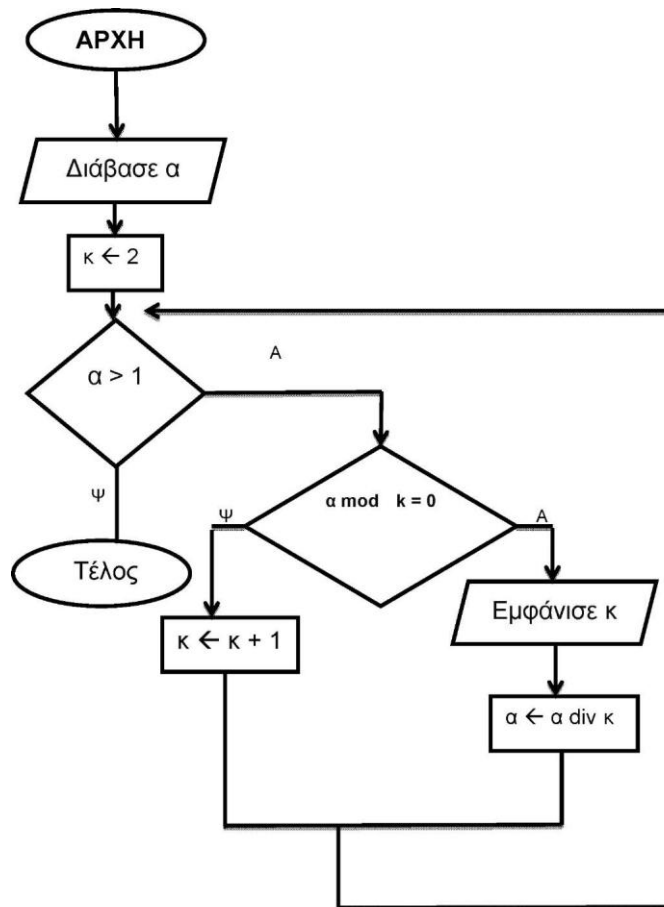 ΑΡΧΗ
Διάβασε α
κ ← 2
Α
α > 1
Ψ
α mod k = 0
Ψ
Α
Τέλος
Εμφάνισε κ
κ ← κ + 1
α ← α div κ